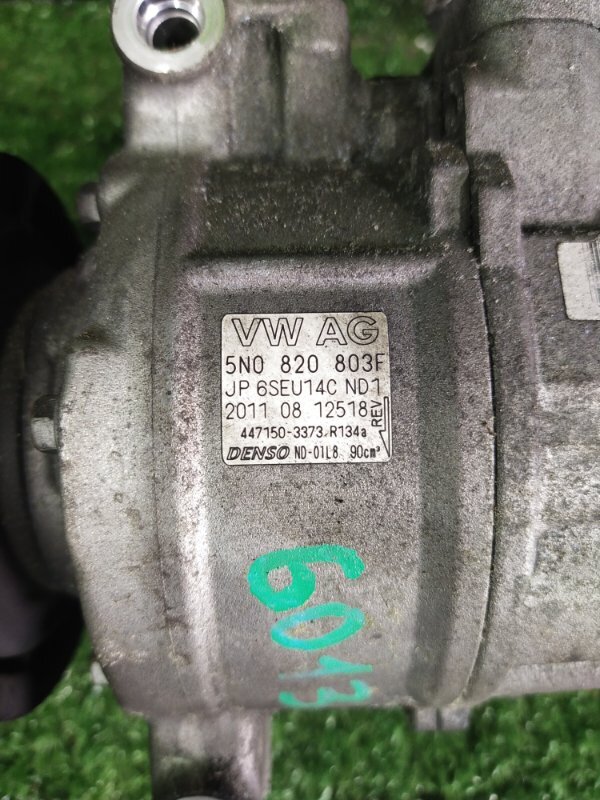 VW AG
5N0 820 803F
JP 6SEU14C ND1
2011 08 12518
REV
447150-3373 R134a
DENSO ND-OIL8 90cm³
6013